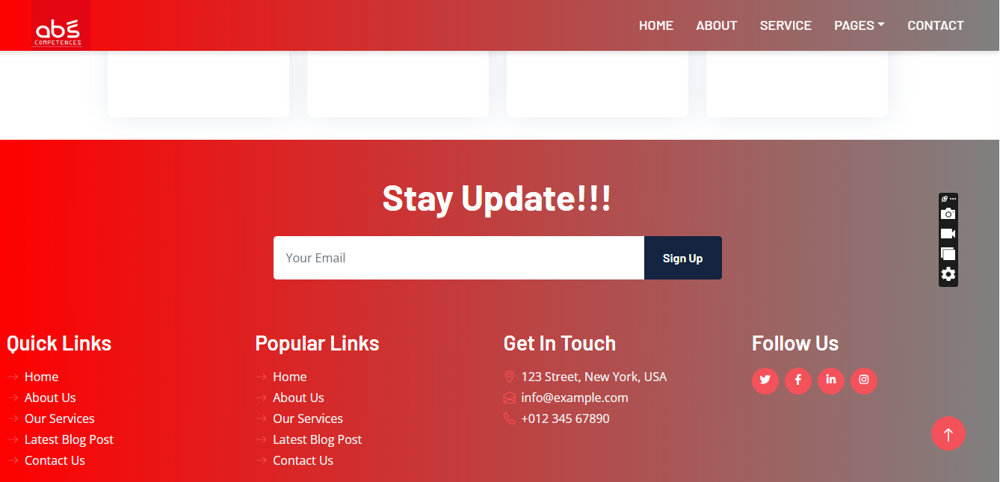 abs
COMPETENCES
HOME ABOUT SERVICE PAGES CONTACT
Stay Update!!!
Your Email Sign Up
Quick Links
Home
About Us
Our Services
Latest Blog Post
Contact Us
Popular Links
Home
About Us
Our Services
Latest Blog Post
Contact Us
Get In Touch
123 Street, New York, USA
info@example.com
+012 345 67890
Follow Us